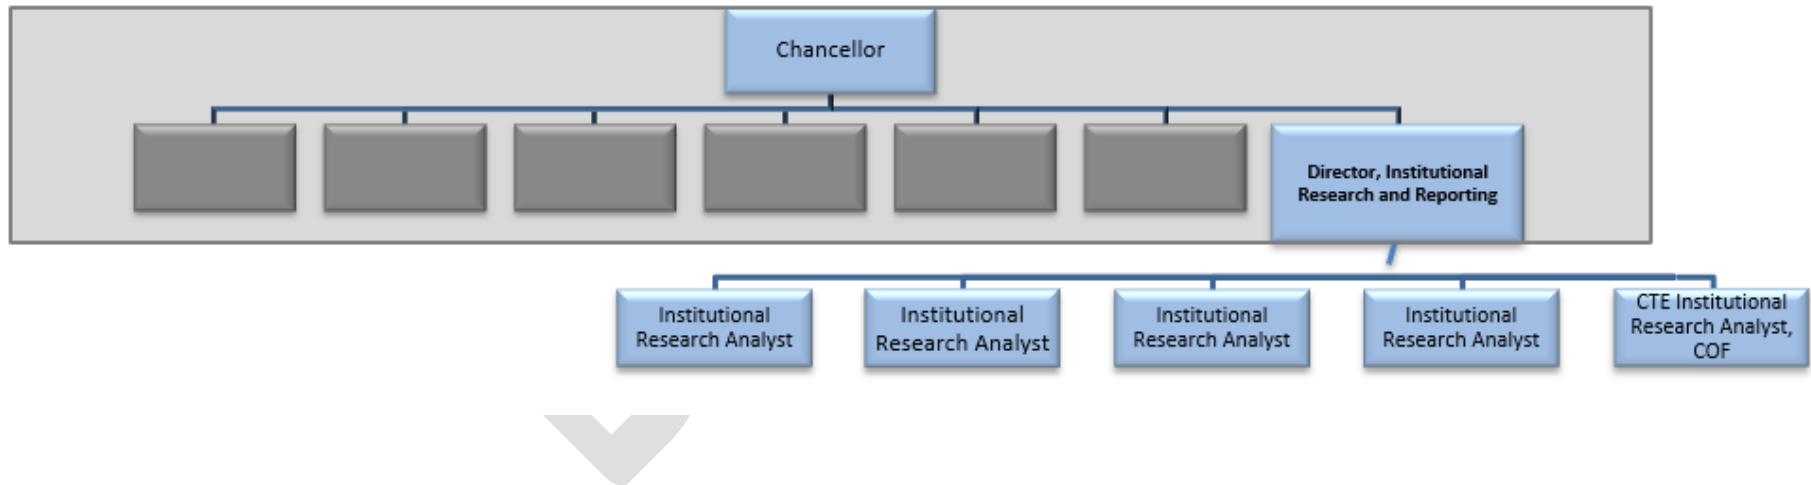 Chancellor
Director, Institutional
Research and Reporting
Institutional
Research Analyst
Institutional
Research Analyst
Institutional
Research Analyst
Institutional
Research Analyst
CTE Institutional
Research Analyst,
COF